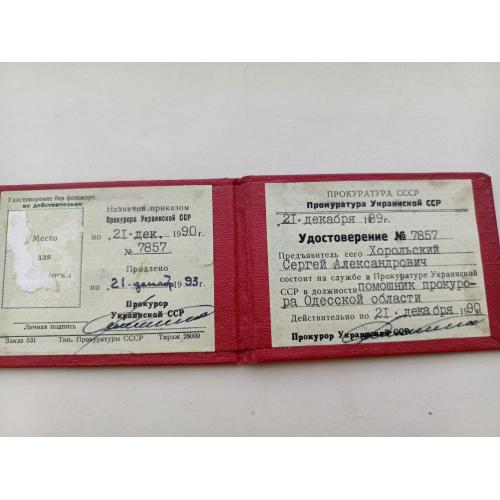 Удостоверение без фотокарт.
не действительно
Место
для
Назначен приказом
Прокурора Украинской ССР
по 21. дек. 1990 г.
№ 7857
Продлено
по 21 декаб 1993 г.
Прокурор
Украинской ССР
Личная подпись
Заказ 531 Тип. Прокуратуры СССР Тираж 26000
ПРОКУРАТУРА СССР
Прокуратура Украинской ССР
21. декабря 1989 г.
Удостоверение № 7857
Предъявитель сего Хорольский
Сергей Александрович
состоит на службе в Прокуратуре Украинской
ССР в должности помощник прокуро-
ра Одесской области
Действительно по 21. декабря 1990
Прокурор Украинской ССР